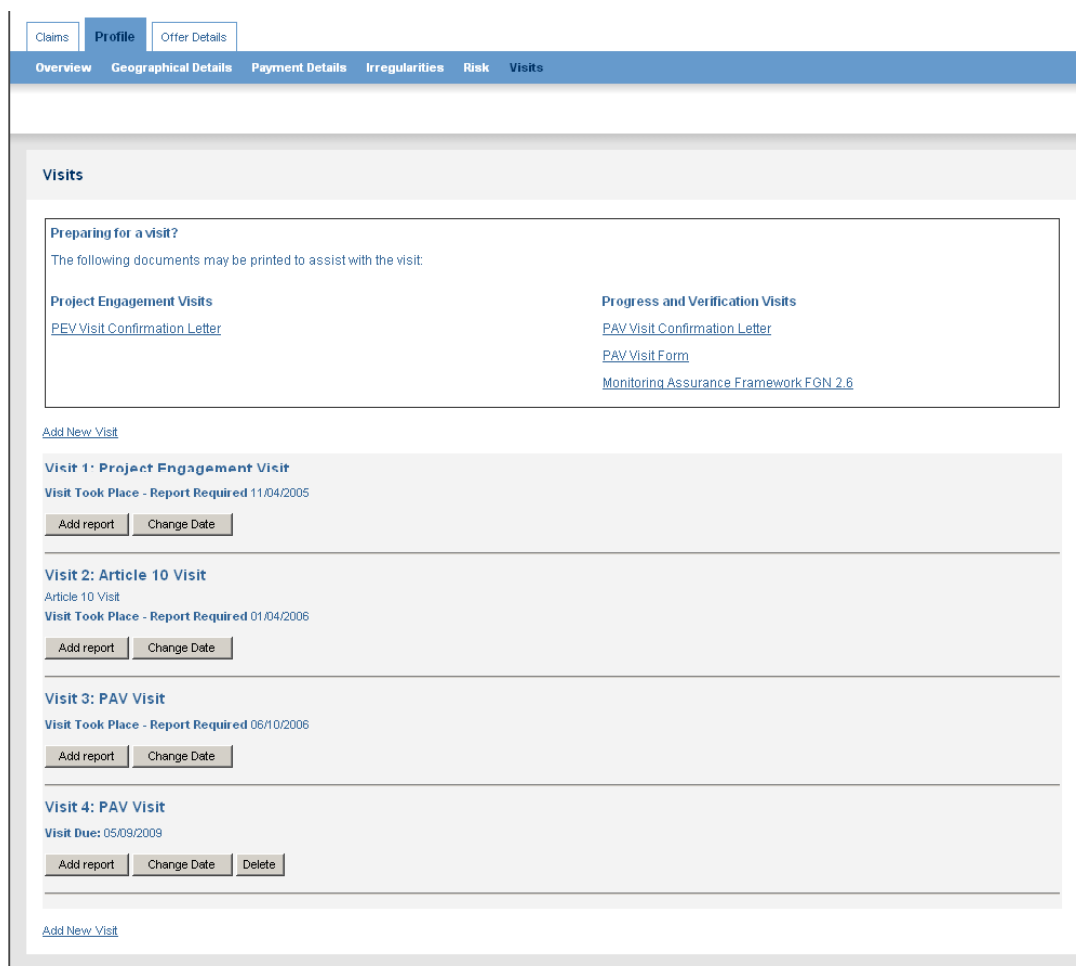 Claims Profile Offer Details
Overview Geographical Details Payment Details Irregularities Risk Visits
Visits
Preparing for a visit?
The following documents may be printed to assist with the visit:
Project Engagement Visits
PEV Visit Confirmation Letter
Progress and Verification Visits
PAV Visit Confirmation Letter
PAV Visit Form
Monitoring Assurance Framework FGN 2.6
Add New Visit
Visit 1: Project Engagement Visit
Visit Took Place - Report Required 11/04/2005
Add report Change Date
Visit 2: Article 10 Visit
Article 10 Visit
Visit Took Place - Report Required 01/04/2006
Add report Change Date
Visit 3: PAV Visit
Visit Took Place - Report Required 06/10/2006
Add report Change Date
Visit 4: PAV Visit
Visit Due: 05/09/2009
Add report Change Date Delete
Add New Visit